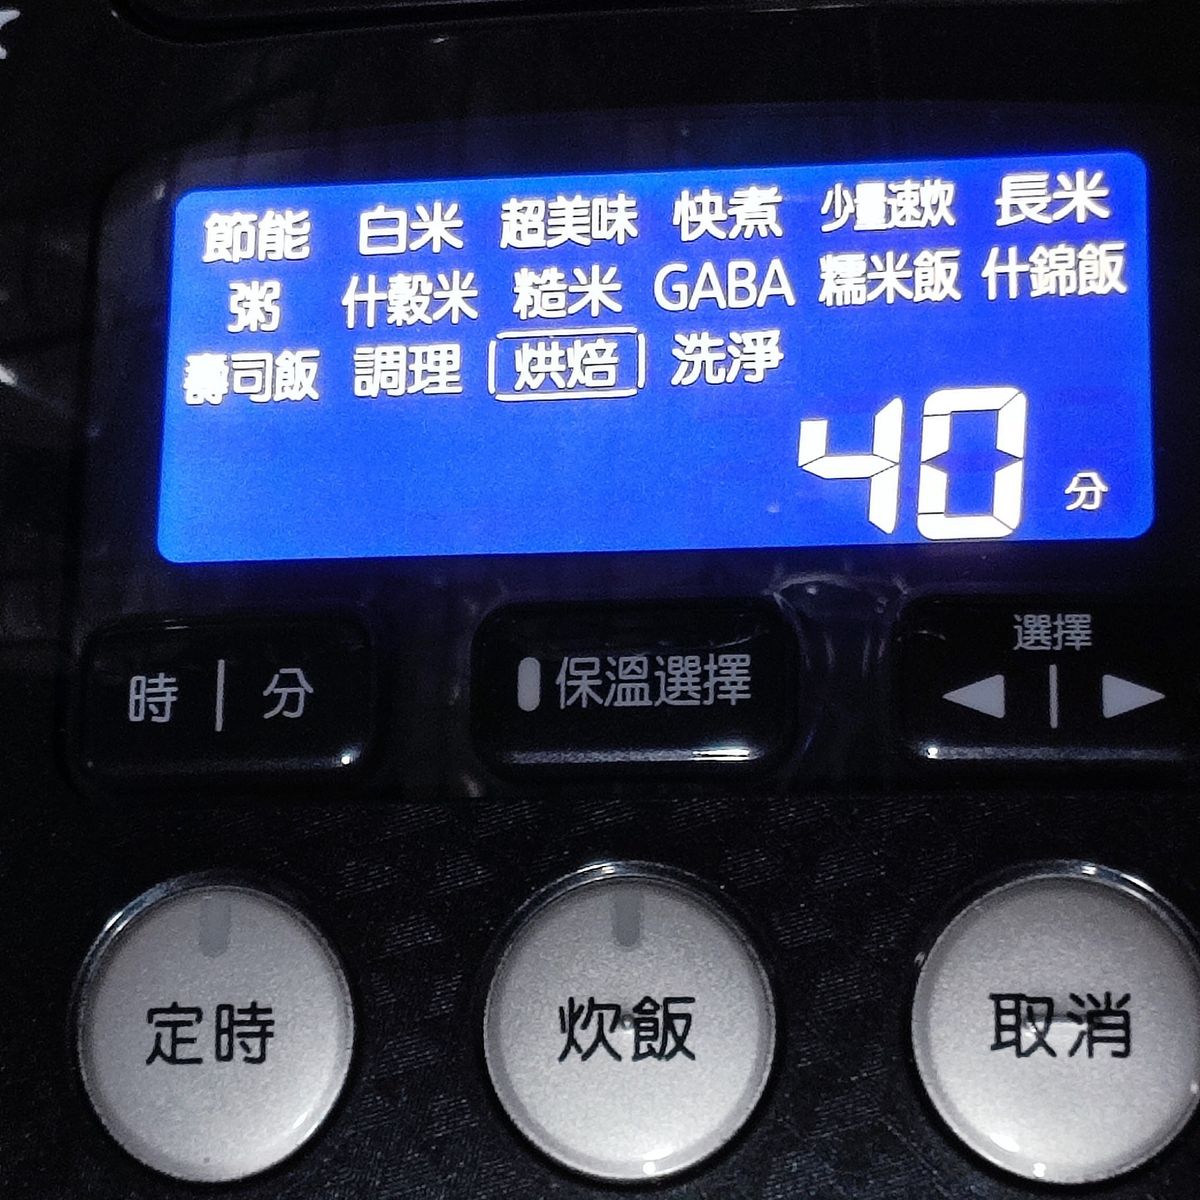 節能 白米 超美味 快煮 少量速炊 長米
粥 什穀米 糙米 GABA 糯米飯 什錦飯
壽司飯 調理 烘焙 洗淨
40 分
選擇
時 | 分 保溫選擇 ◀ | ▶
定時 炊飯 取消